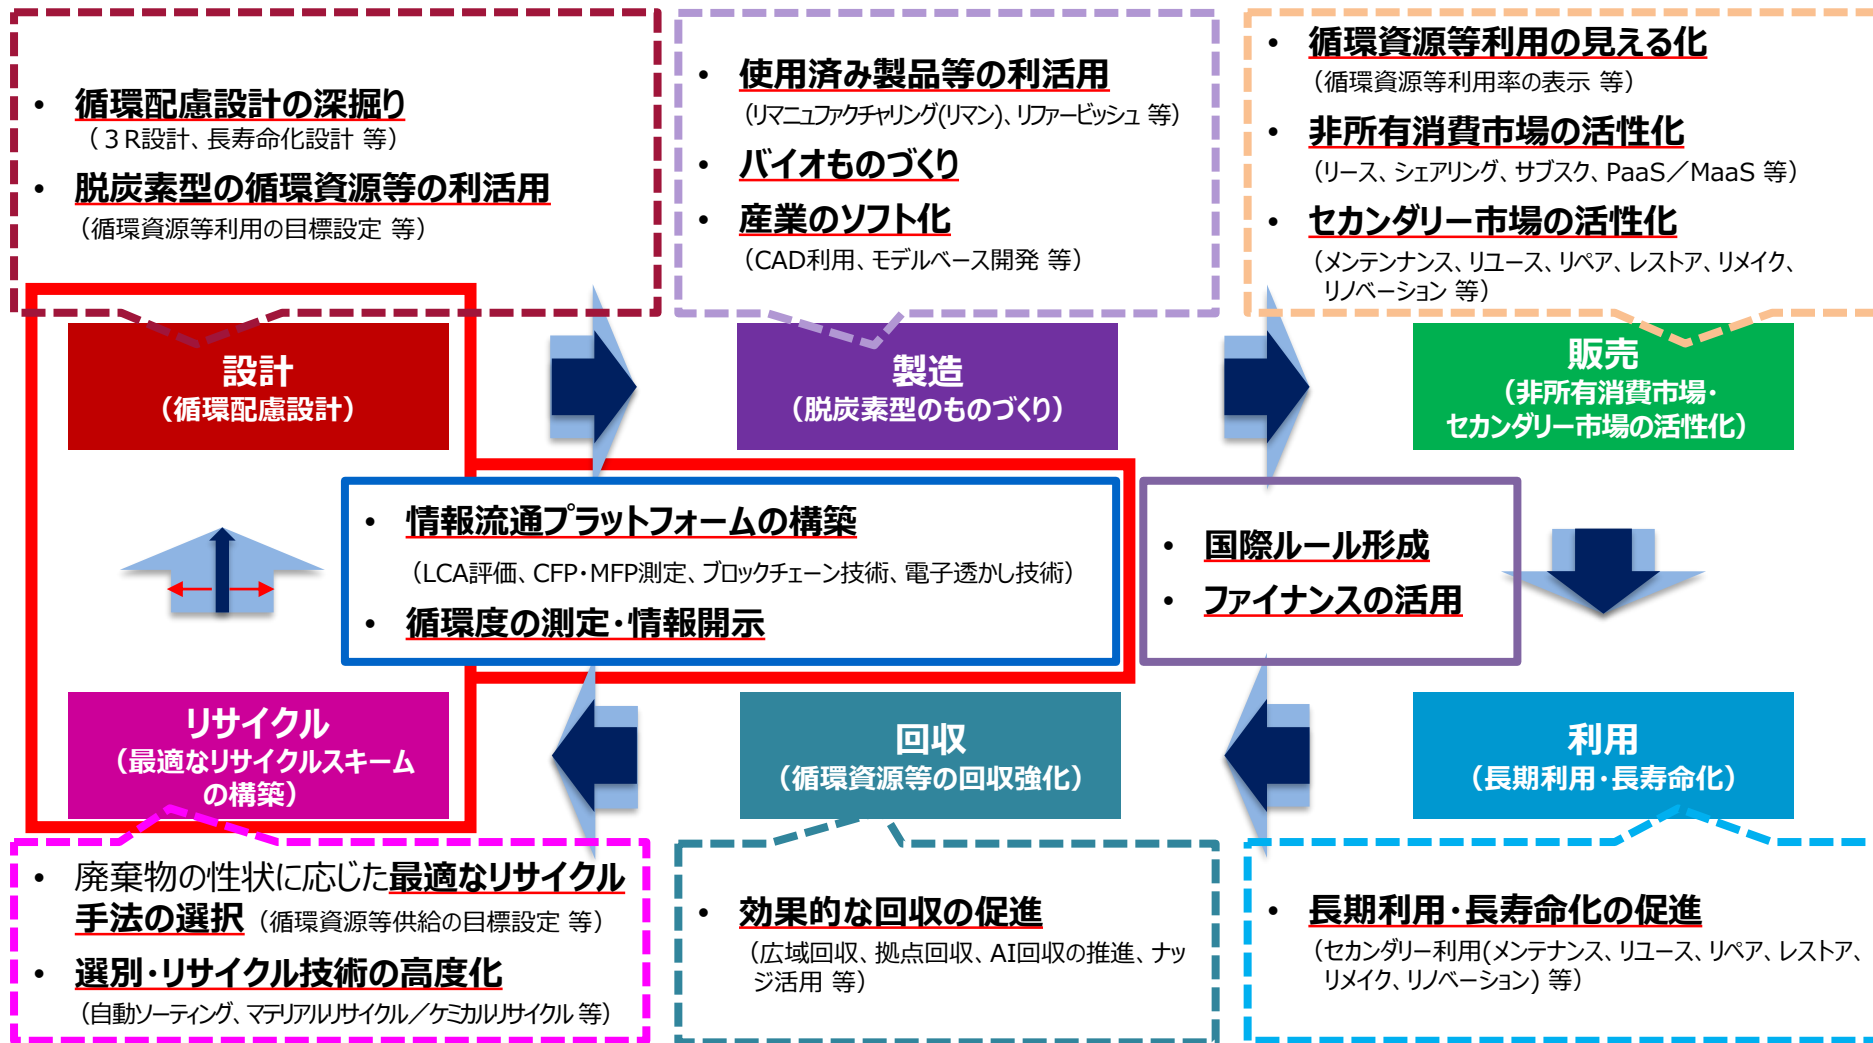 ・循環配慮設計の深掘り
（３R設計、長寿命化設計 等）
・脱炭素型の循環資源等の利活用
（循環資源等利用の目標設定 等）
・使用済み製品等の利活用
（リマニュファクチャリング(リマン)、リファービッシュ 等）
・バイオものづくり
・産業のソフト化
（CAD利用、モデルベース開発 等）
・循環資源等利用の見える化
（循環資源等利用率の表示 等）
・非所有消費市場の活性化
（リース、シェアリング、サブスク、PaaS／MaaS 等）
・セカンダリー市場の活性化
（メンテンナンス、リユース、リペア、レストア、リメイク、
リノベーション 等）
設計
（循環配慮設計）
製造
（脱炭素型のものづくり）
販売
（非所有消費市場・
セカンダリー市場の活性化）
・情報流通プラットフォームの構築
（LCA評価、CFP・MFP測定、ブロックチェーン技術、電子透かし技術）
・循環度の測定・情報開示
・国際ルール形成
・ファイナンスの活用
リサイクル
（最適なリサイクルスキーム
の構築）
回収
（循環資源等の回収強化）
利用
（長期利用・長寿命化）
・廃棄物の性状に応じた最適なリサイクル
手法の選択（循環資源等供給の目標設定 等）
・選別・リサイクル技術の高度化
（自動ソーティング、マテリアルリサイクル／ケミカルリサイクル 等）
・効果的な回収の促進
（広域回収、拠点回収、AI回収の推進、ナッ
ジ活用 等）
・長期利用・長寿命化の促進
（セカンダリー利用(メンテナンス、リユース、リペア、レストア、
リメイク、リノベーション) 等）